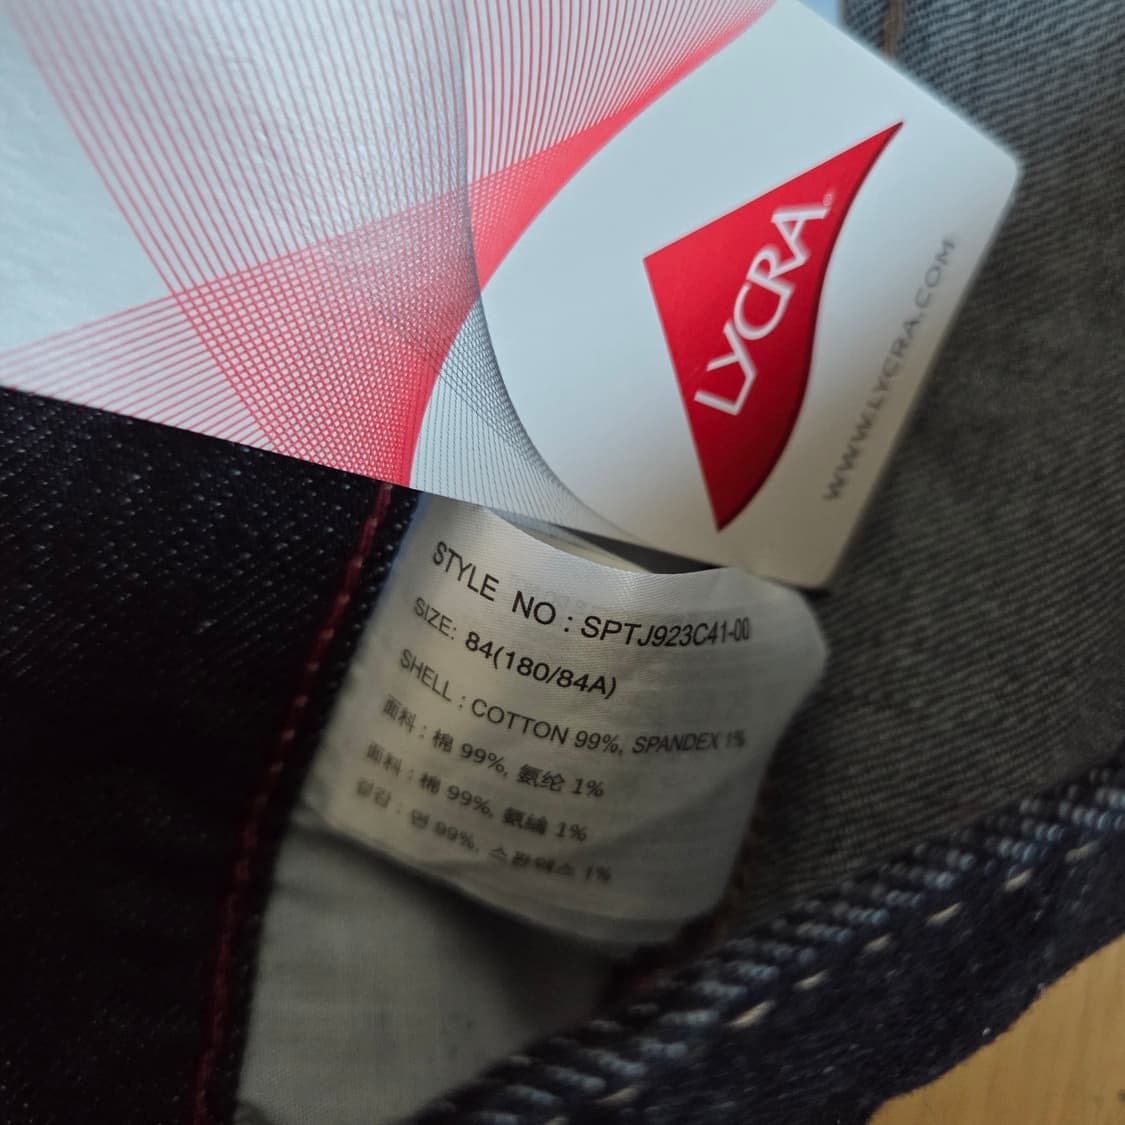 LYCRA®
WWW.LYCRA.COM
STYLE NO : SPTJ923C41-00
SIZE: 84(180/84A)
SHELL : COTTON 99%, SPANDEX 1%
面料 : 棉 99%, 氨纶 1%
面料 : 棉 99%, 氨綸 1%
겉감 : 면 99%, 스판덱스 1%